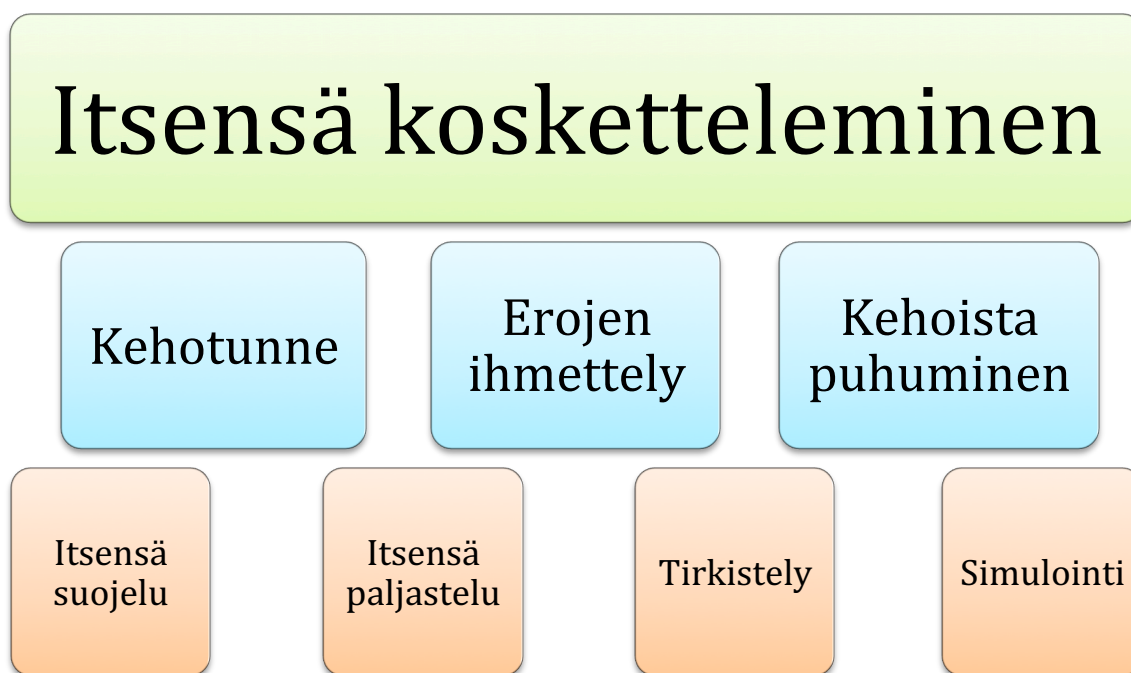 Itsensä kosketteleminen
Kehotunne
Erojen
ihmettely
Kehoista
puhuminen
Itsensä
suojelu
Itsensä
paljastelu
Tirkistely
Simulointi